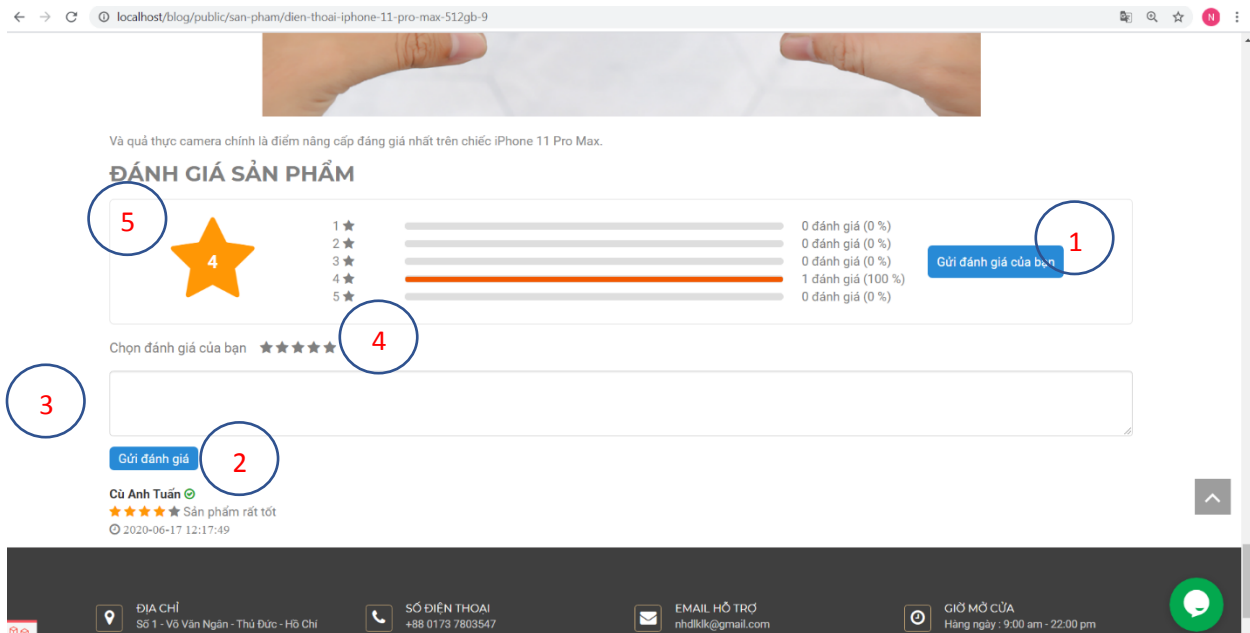 localhost/blog/public/san-pham/dien-thoai-iphone-11-pro-max-512gb-9
N
Và quả thực camera chính là điểm nâng cấp đáng giá nhất trên chiếc iPhone 11 Pro Max.
ĐÁNH GIÁ SẢN PHẨM
5
4
1 ★ 0 đánh giá (0 %)
2 ★ 0 đánh giá (0 %)
3 ★ 0 đánh giá (0 %)
4 ★ 1 đánh giá (100 %)
5 ★ 0 đánh giá (0 %)
1
Gửi đánh giá của bạn
Chọn đánh giá của bạn ★★★★★
4
3
Gửi đánh giá
2
Cù Anh Tuấn
★★★★★ Sản phẩm rất tốt
2020-06-17 12:17:49
ĐỊA CHỈ
Số 1 - Võ Văn Ngân - Thủ Đức - Hồ Chí
SỐ ĐIỆN THOẠI
+88 0173 7803547
EMAIL HỖ TRỢ
nhdlklk@gmail.com
GIỜ MỞ CỬA
Hàng ngày : 9:00 am - 22:00 pm